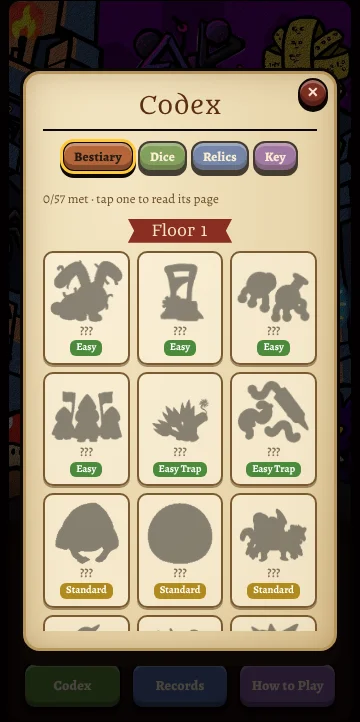 Codex
×
Bestiary Dice Relics Key
0/57 met · tap one to read its page
Floor 1
??? ??? ???
Easy Easy Easy
??? ??? ???
Easy Easy Trap Easy Trap
??? ??? ???
Standard Standard Standard
Codex Records How to Play